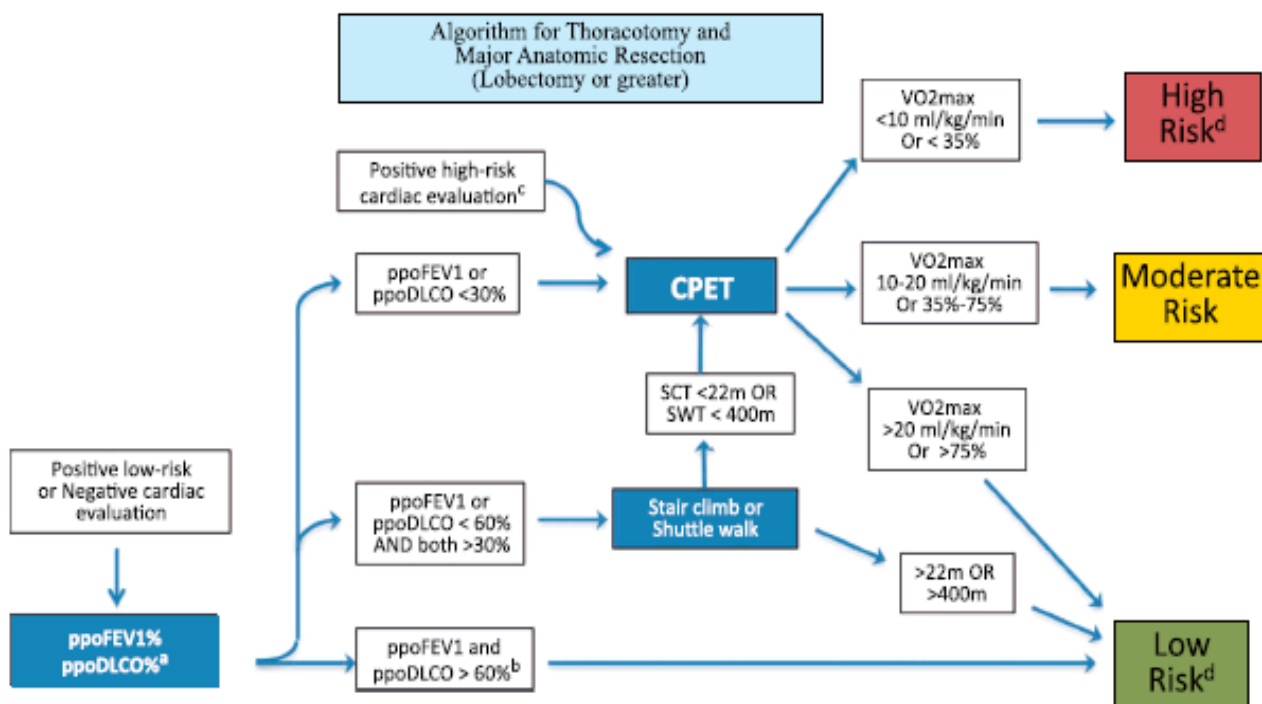 Algorithm for Thoracotomy and
Major Anatomic Resection
(Lobectomy or greater)
VO2max
<10 ml/kg/min
Or < 35%
High
Riskd
Positive high-risk
cardiac evaluationc
ppoFEV1 or
ppoDLCO <30%
CPET
VO2max
10-20 ml/kg/min
Or 35%-75%
Moderate
Risk
SCT <22m OR
SWT < 400m
VO2max
>20 ml/kg/min
Or >75%
Positive low-risk
or Negative cardiac
evaluation
ppoFEV1 or
ppoDLCO < 60%
AND both >30%
Stair climb or
Shuttle walk
>22m OR
>400m
ppoFEV1%
ppoDLCO%a
ppoFEV1 and
ppoDLCO > 60%b
Low
Riskd